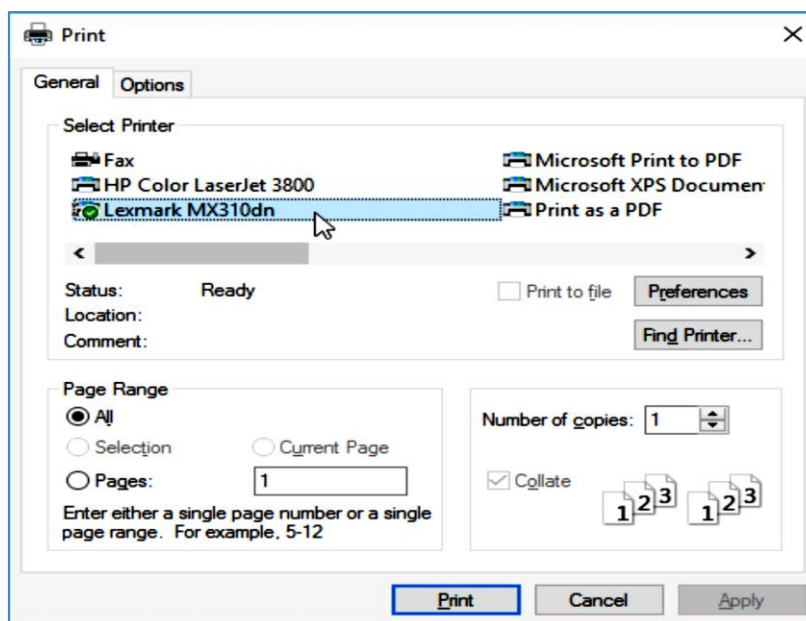 Print
General
Options
Select Printer
Fax
Microsoft Print to PDF
HP Color LaserJet 3800
Microsoft XPS Documen
Lexmark MX310dn
Print as a PDF
Status: Ready
Print to file
Preferences
Location:
Comment:
Find Printer...
Page Range
All
Selection
Current Page
Pages: 1
Enter either a single page number or a single
page range. For example, 5-12
Number of copies: 1
Collate
1 2 3 1 2 3
Print
Cancel
Apply